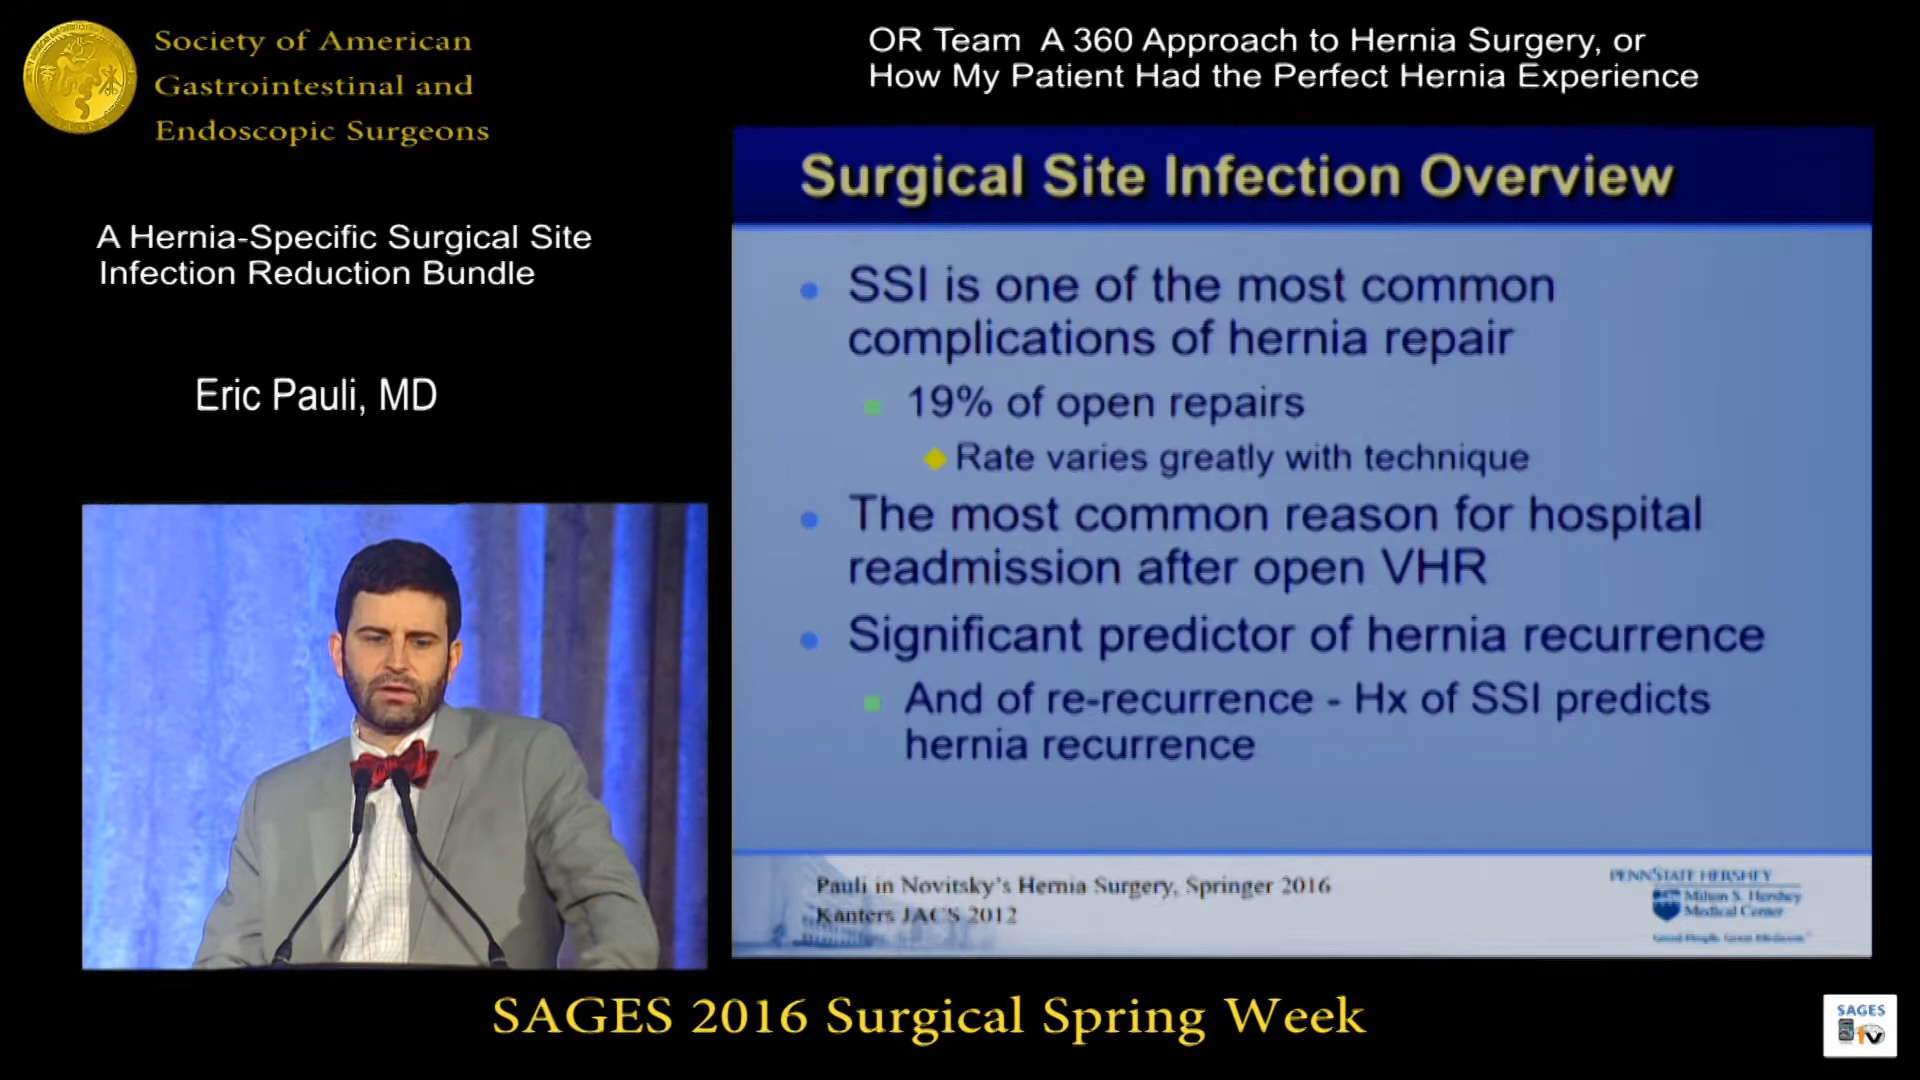 Society of American
Gastrointestinal and
Endoscopic Surgeons
OR Team A 360 Approach to Hernia Surgery, or
How My Patient Had the Perfect Hernia Experience
A Hernia-Specific Surgical Site
Infection Reduction Bundle
Eric Pauli, MD
Surgical Site Infection Overview
SSI is one of the most common
complications of hernia repair
19% of open repairs
Rate varies greatly with technique
The most common reason for hospital
readmission after open VHR
Significant predictor of hernia recurrence
And of re-recurrence - Hx of SSI predicts
hernia recurrence
Pauli in Novitsky's Hernia Surgery, Springer 2016
Kanters JACS 2012
PENNSTATE HERSHEY
Milton S. Hershey
Medical Center
SAGES 2016 Surgical Spring Week
SAGES
tv